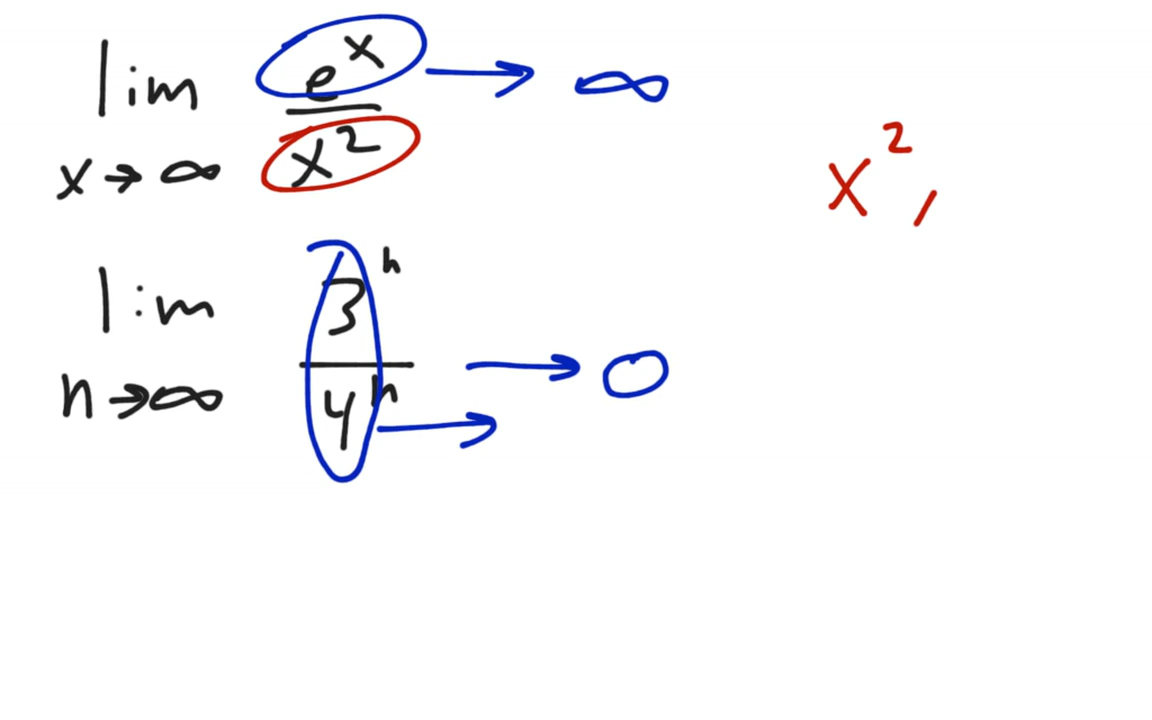 lim e^x → ∞
x→∞ x^2
x^2,
lim 3^n → 0
n→∞ 4^n →